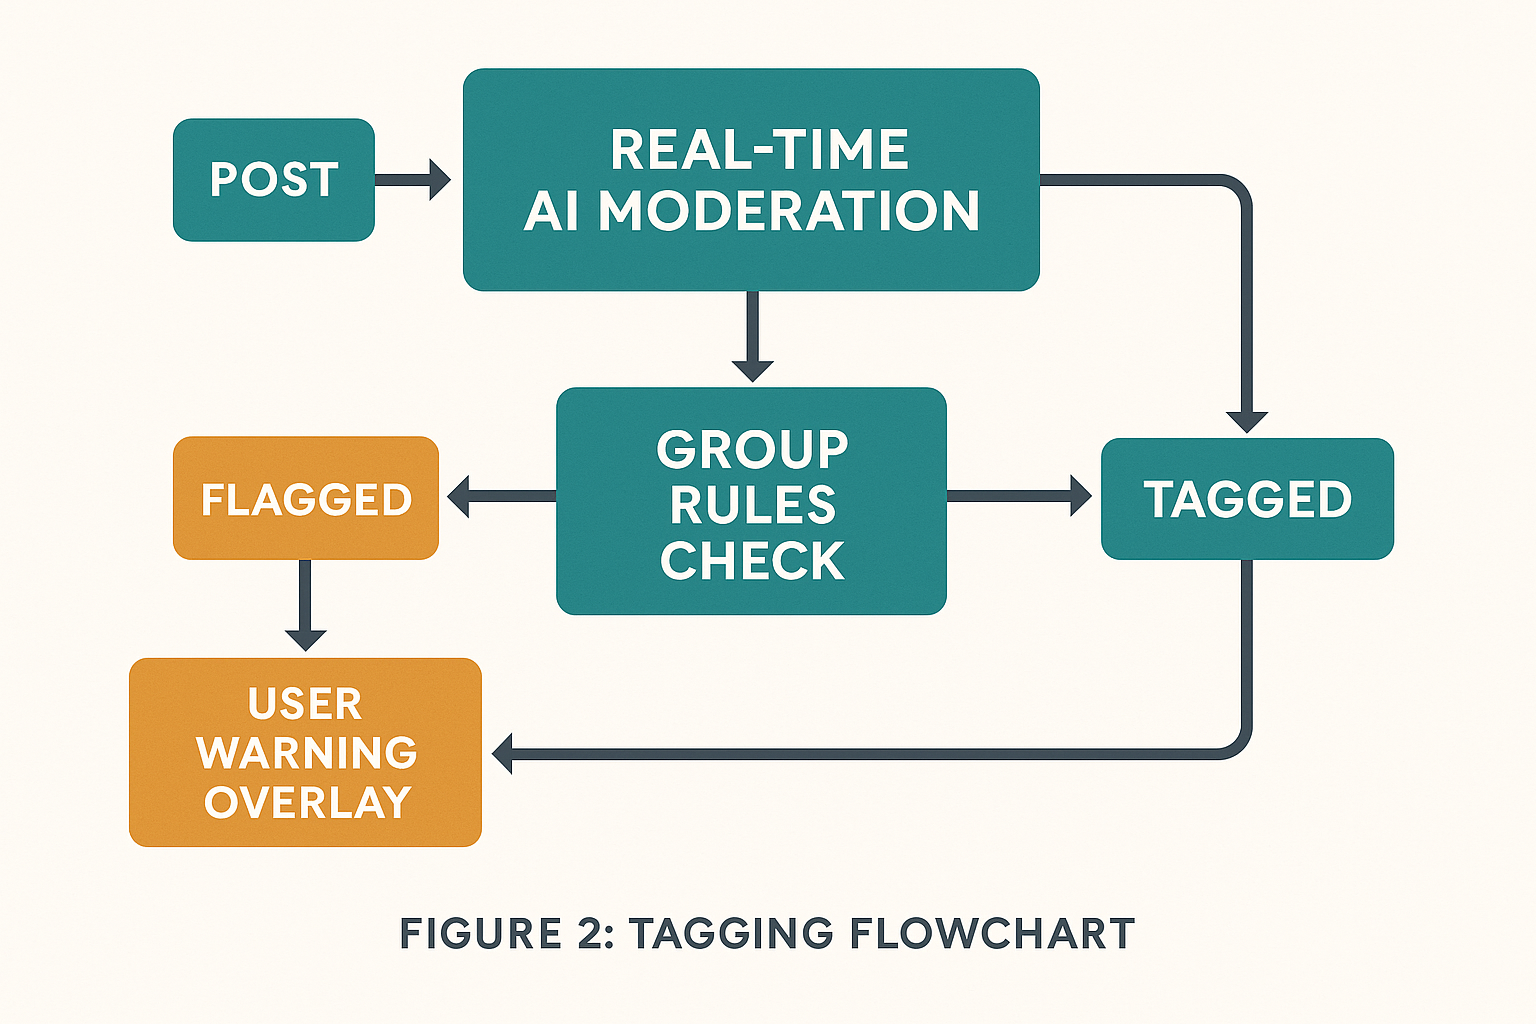 POST
REAL-TIME
AI MODERATION
FLAGGED
GROUP
RULES
CHECK
TAGGED
USER
WARNING
OVERLAY
FIGURE 2: TAGGING FLOWCHART